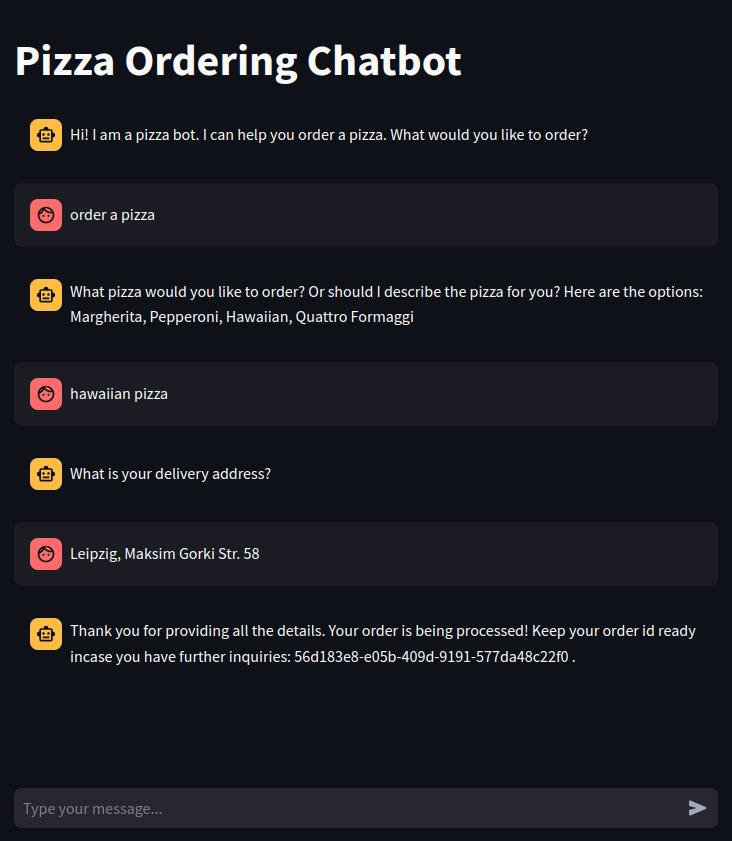 Pizza Ordering Chatbot
Hi! I am a pizza bot. I can help you order a pizza. What would you like to order?
order a pizza
What pizza would you like to order? Or should I describe the pizza for you? Here are the options:
Margherita, Pepperoni, Hawaiian, Quattro Formaggi
hawaiian pizza
What is your delivery address?
Leipzig, Maksim Gorki Str. 58
Thank you for providing all the details. Your order is being processed! Keep your order id ready
incase you have further inquiries: 56d183e8-e05b-409d-9191-577da48c22f0 .
Type your message...